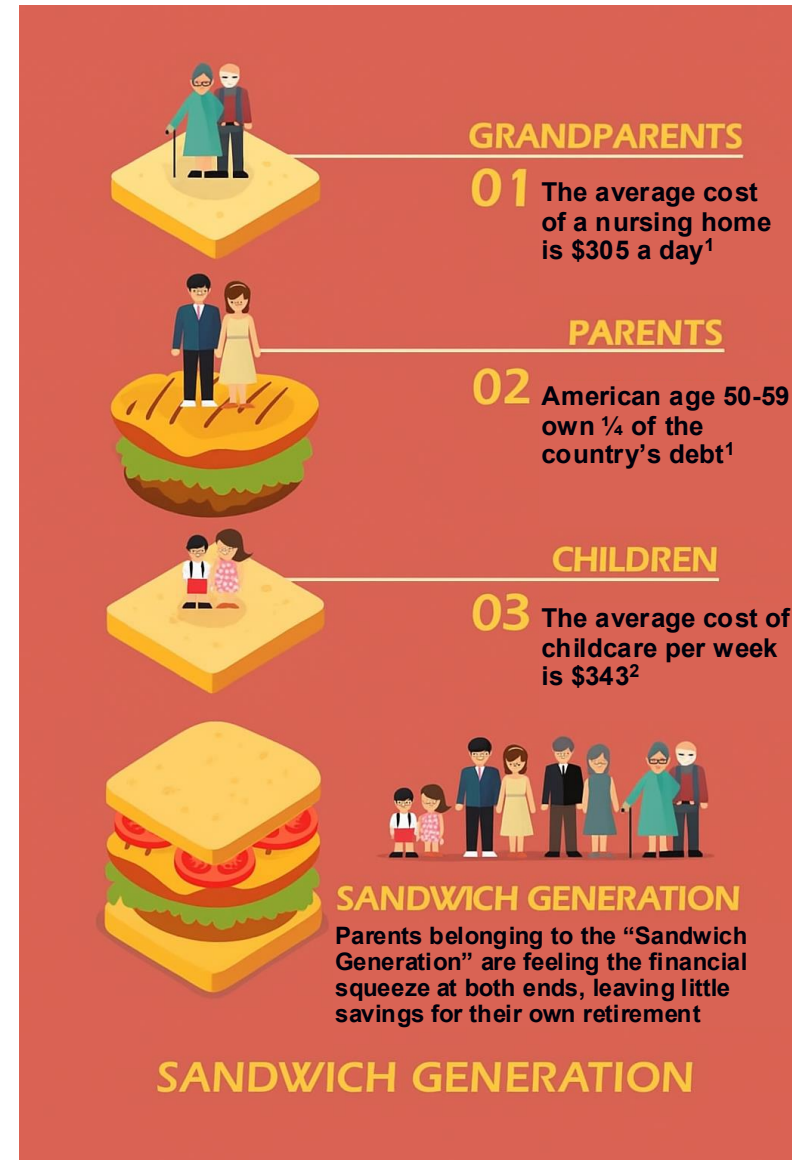 GRANDPARENTS
01
The average cost
of a nursing home
is $305 a day¹
PARENTS
02
American age 50-59
own ¼ of the
country’s debt¹
CHILDREN
03
The average cost of
childcare per week
is $343²
SANDWICH GENERATION
Parents belonging to the “Sandwich
Generation” are feeling the financial
squeeze at both ends, leaving little
savings for their own retirement
SANDWICH GENERATION